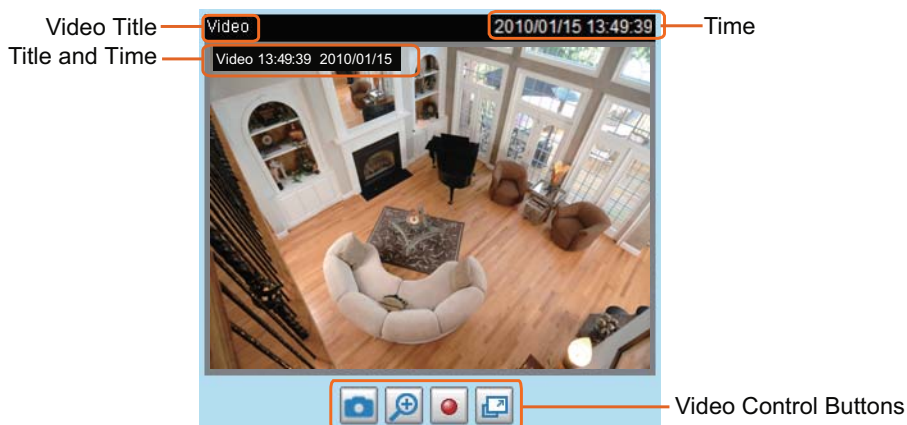 Video Title
Video
2010/01/15 13:49:39
Time
Title and Time
Video 13:49:39 2010/01/15
Video Control Buttons